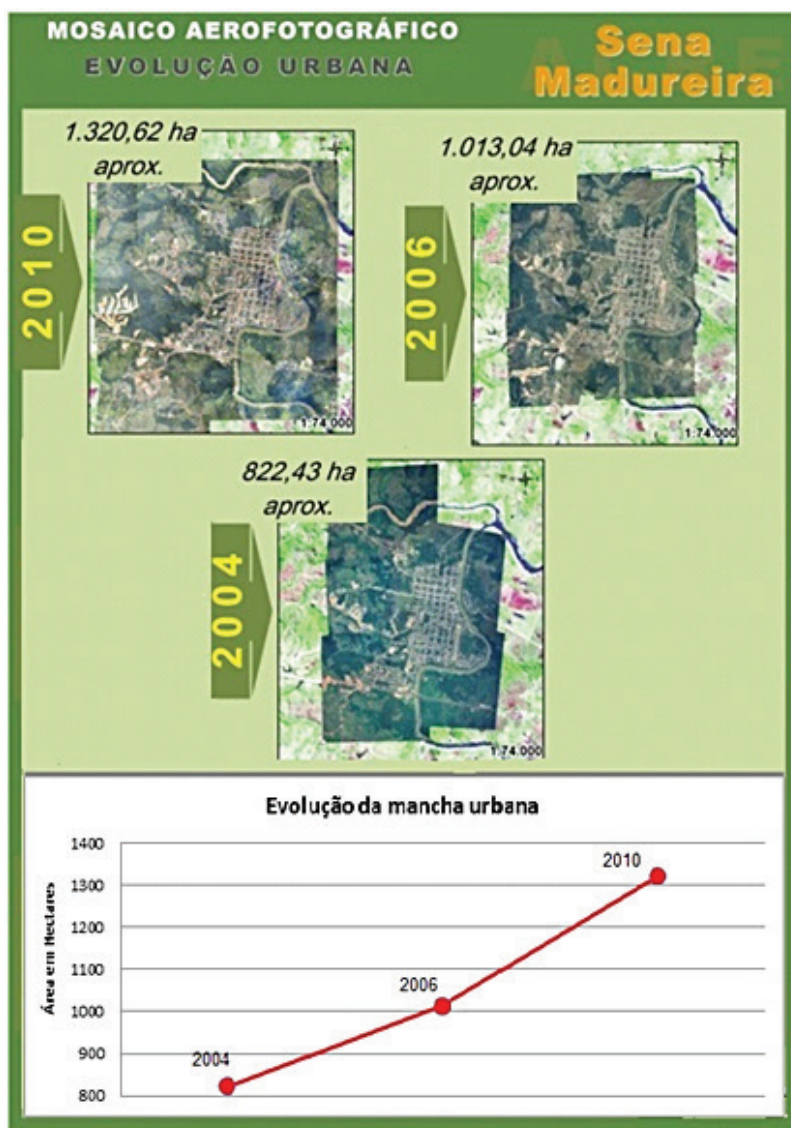 MOSAICO AEROFOTOGRÁFICO
EVOLUÇÃO URBANA
Sena
Madureira
1.320,62 ha
aprox.
2010
1:74.000
1.013,04 ha
aprox.
2006
1:74.000
822,43 ha
aprox.
2004
1:74.000
Evolução da mancha urbana
Área em Hectares
1400
1300
1200
1100
1000
900
800
2004
2006
2010